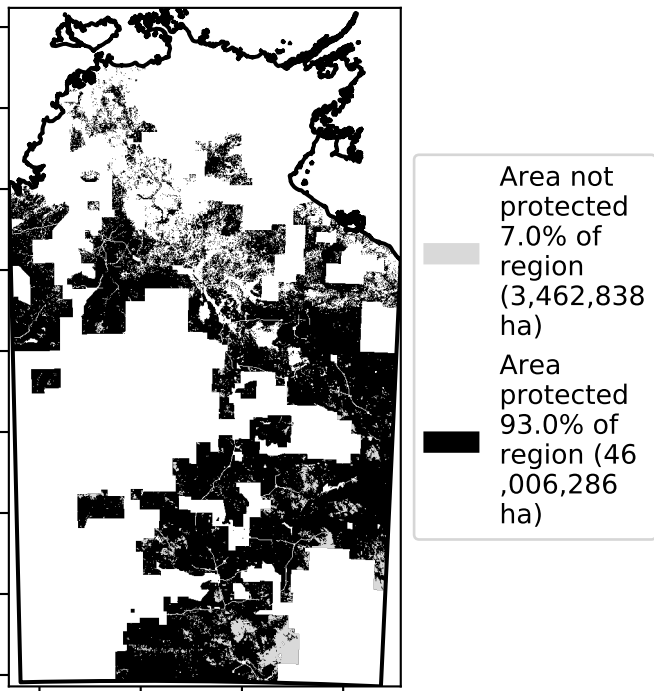 Area not
protected
7.0% of
region
(3,462,838
ha)
Area
protected
93.0% of
region (46
,006,286
ha)